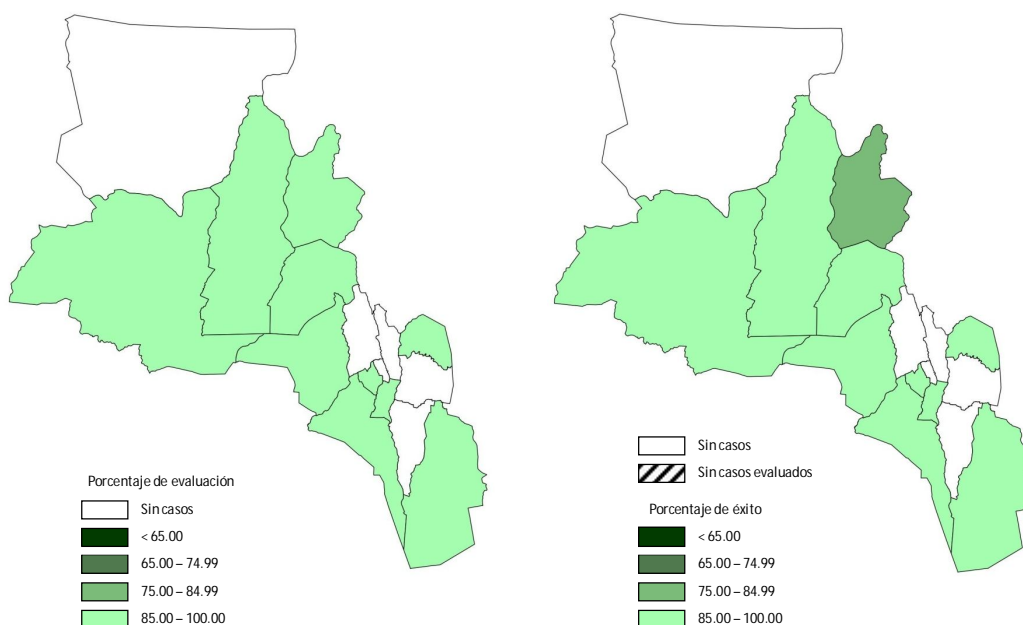 Porcentaje de evaluación
Sin casos
< 65.00
65.00 – 74.99
75.00 – 84.99
85.00 – 100.00
Sin casos
Sin casos evaluados
Porcentaje de éxito
< 65.00
65.00 – 74.99
75.00 – 84.99
85.00 – 100.00